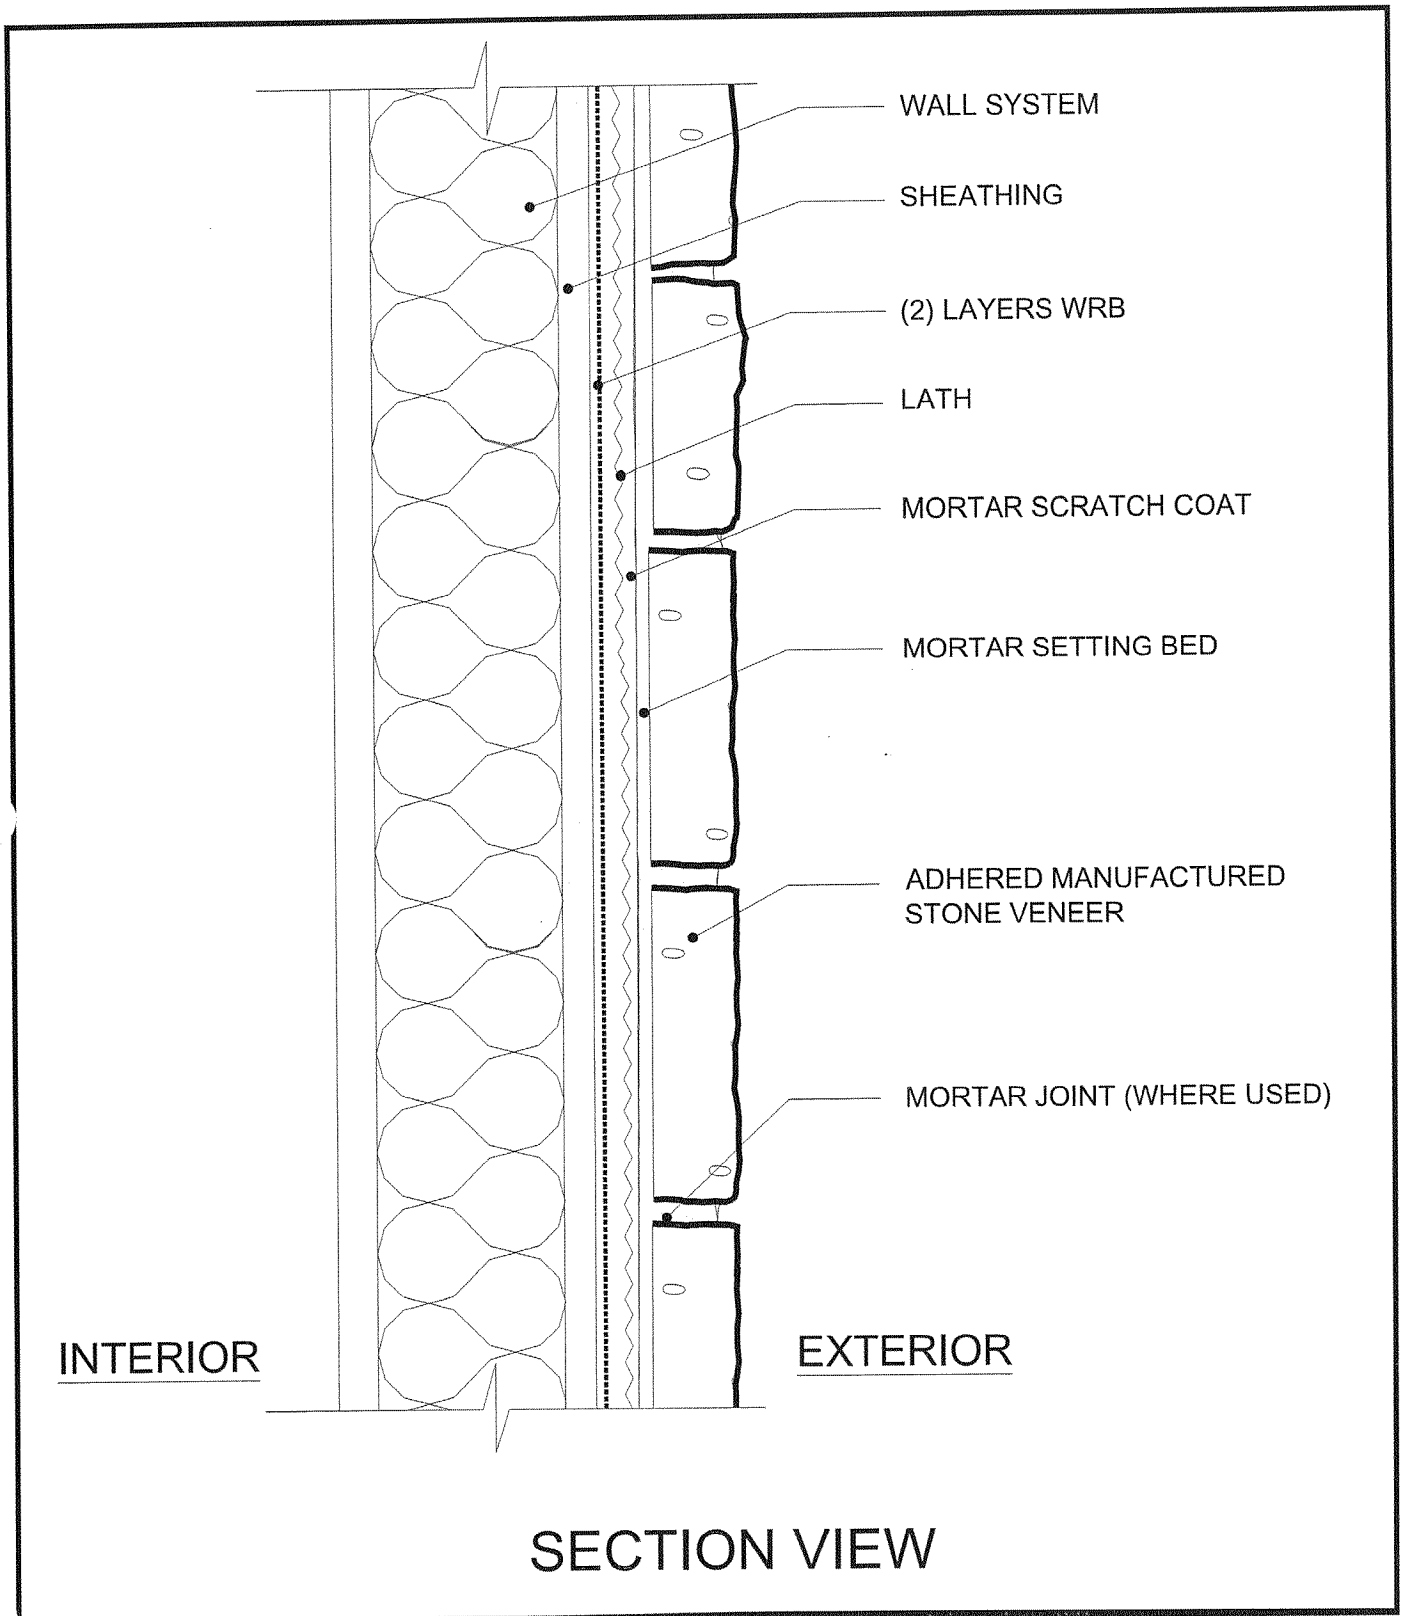 WALL SYSTEM
SHEATHING
(2) LAYERS WRB
LATH
MORTAR SCRATCH COAT
MORTAR SETTING BED
ADHERED MANUFACTURED
STONE VENEER
MORTAR JOINT (WHERE USED)
INTERIOR
EXTERIOR
SECTION VIEW